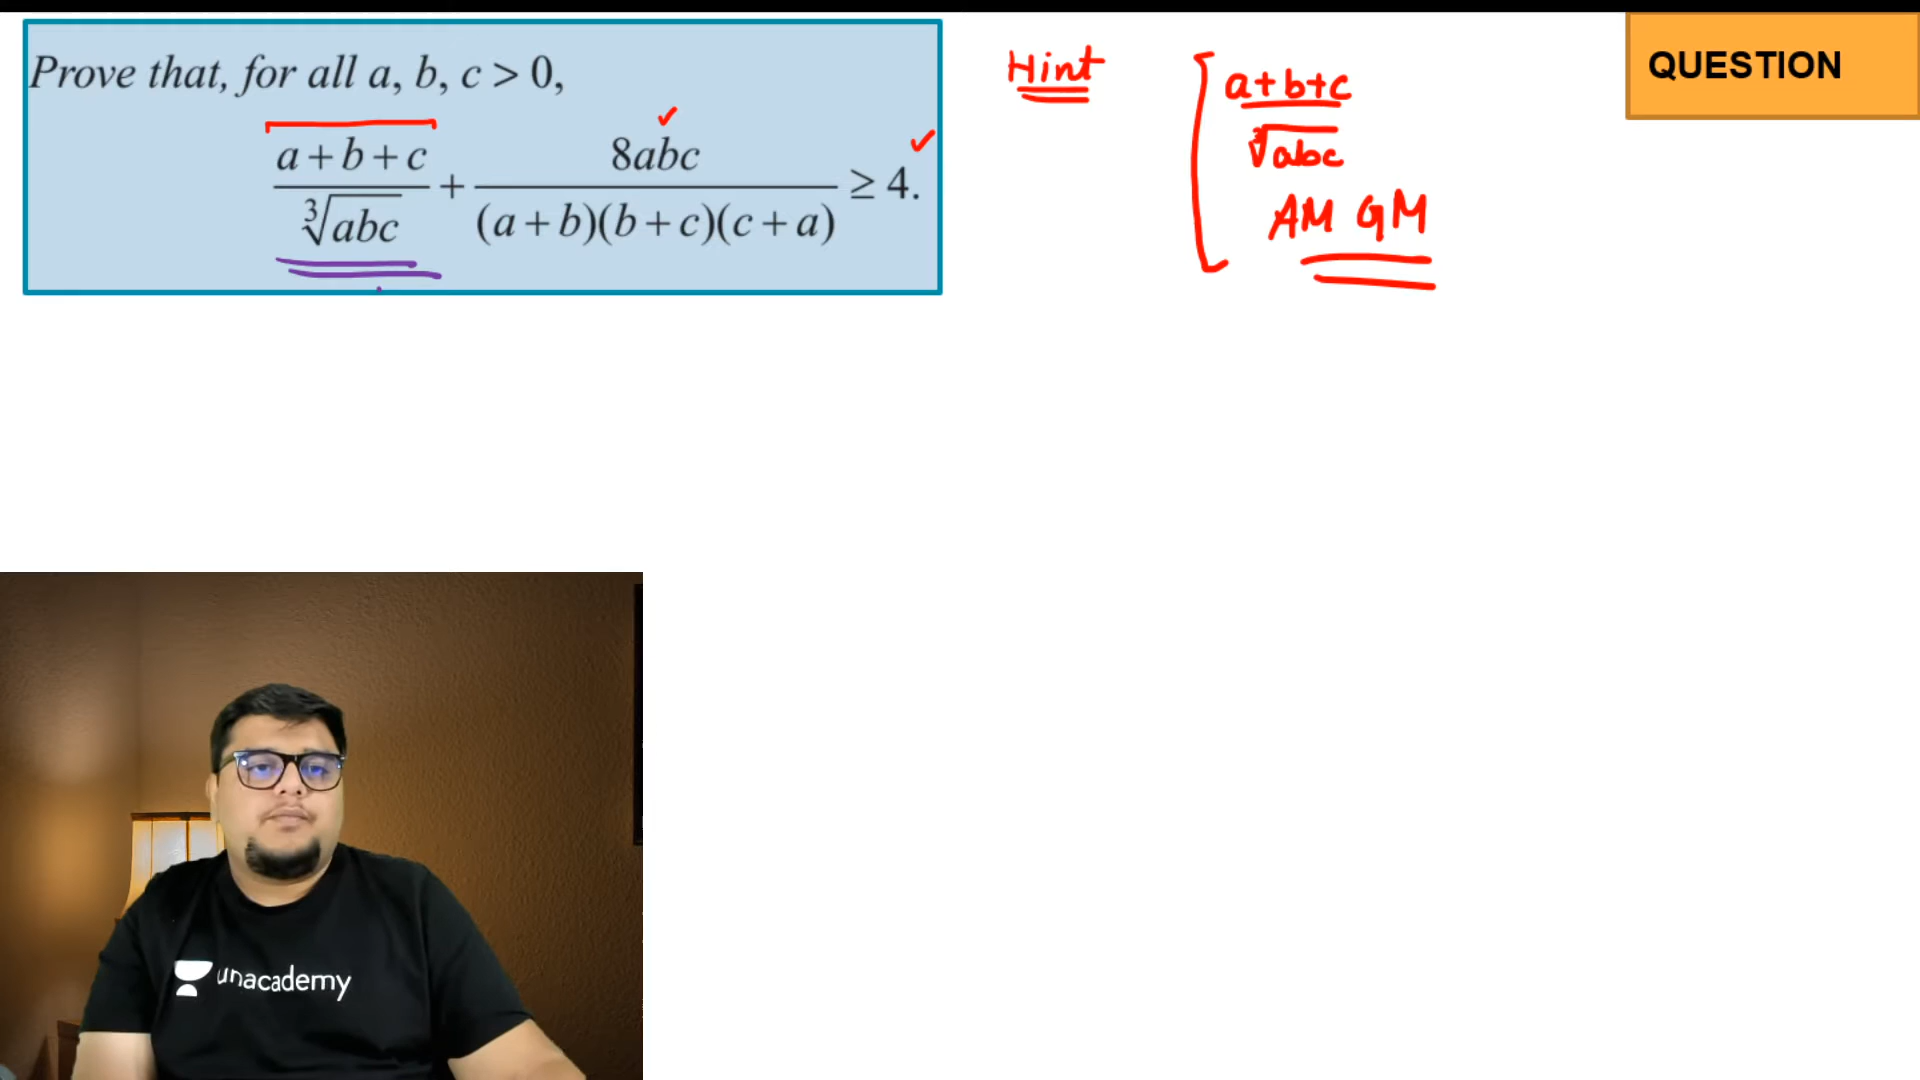 Prove that, for all a, b, c > 0,
a + b + c / ∛abc + 8abc / (a + b)(b + c)(c + a) ≥ 4.
Hint
a+b+c
∛abc
AM GM
QUESTION
unacademy